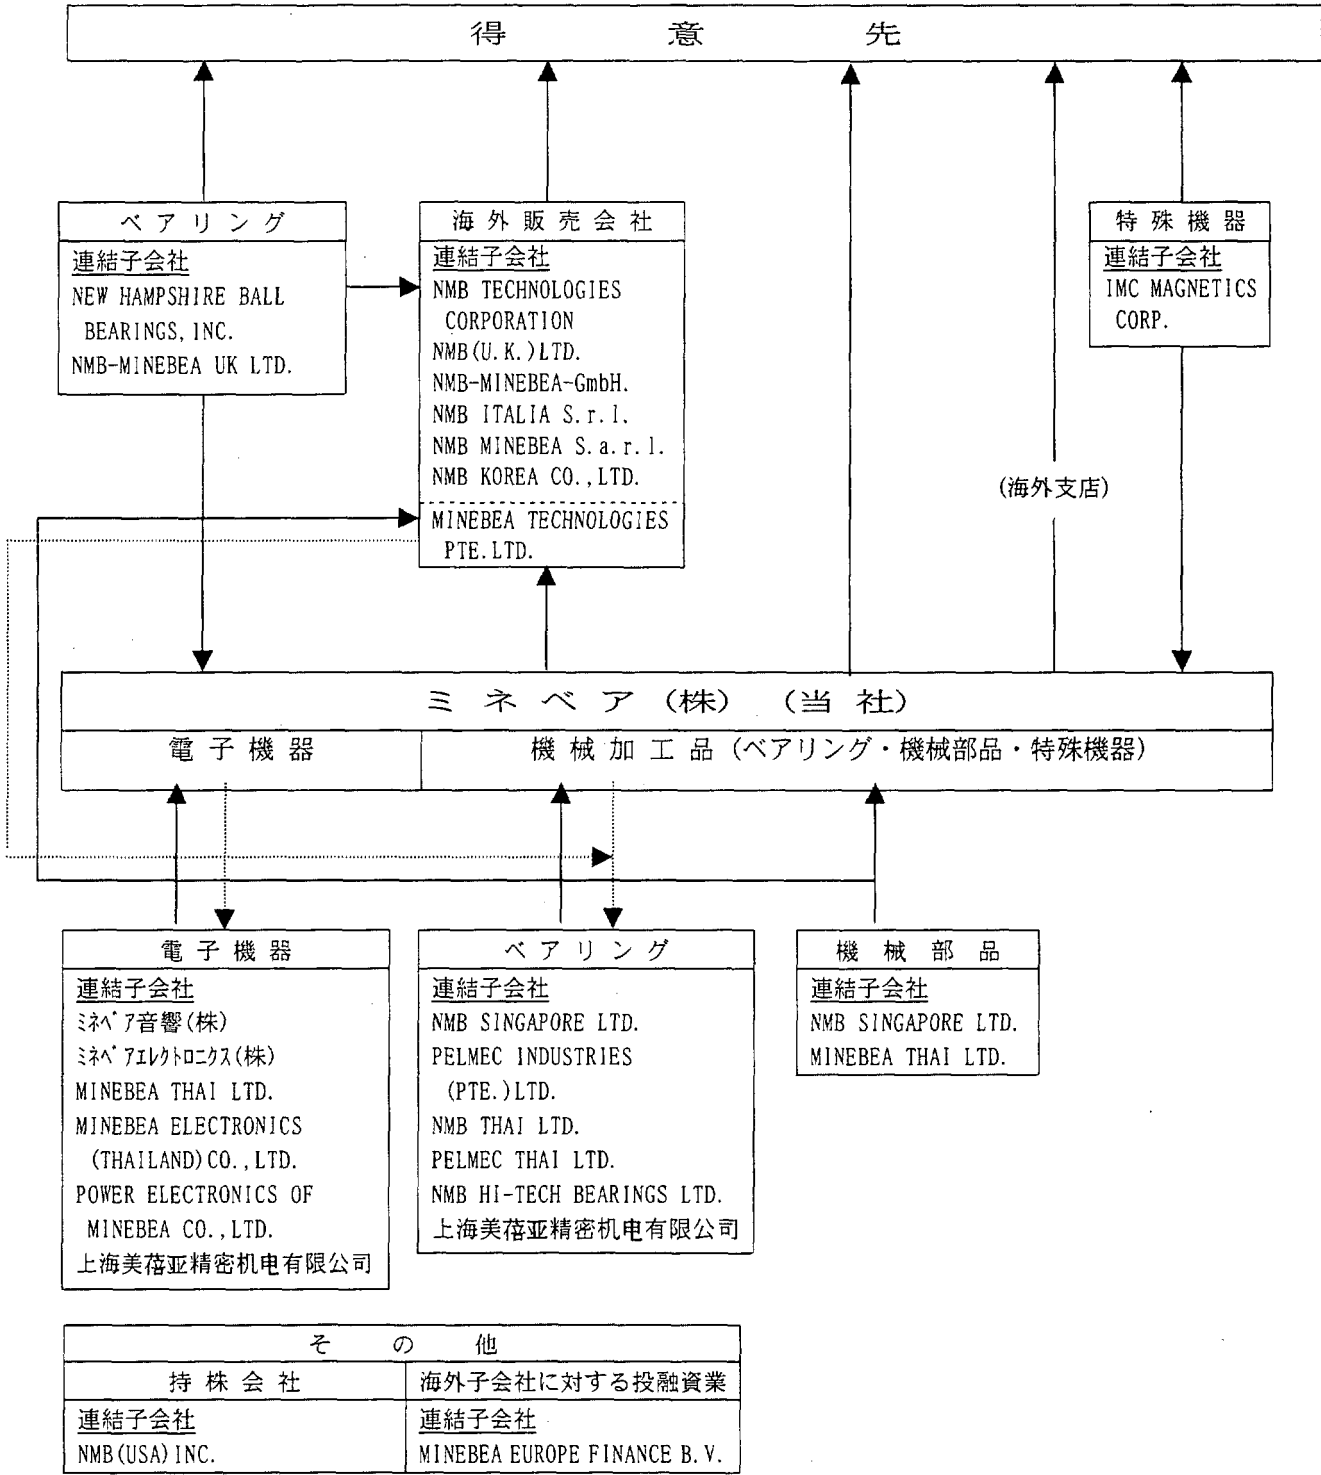 得意先
ベアリング
連結子会社
NEW HAMPSHIRE BALL
BEARINGS, INC.
NMB-MINEBEA UK LTD.
海外販売会社
連結子会社
NMB TECHNOLOGIES
CORPORATION
NMB(U.K.)LTD.
NMB-MINEBEA-GmbH.
NMB ITALIA S.r.l.
NMB MINEBEA S.a.r.l.
NMB KOREA CO.,LTD.
MINEBEA TECHNOLOGIES
PTE.LTD.
特殊機器
連結子会社
IMC MAGNETICS
CORP.
(海外支店)
ミネベア(株)(当社)
電子機器
機械加工品(ベアリング・機械部品・特殊機器)
電子機器
連結子会社
ミネベア音響(株)
ミネベアエレクトロニクス(株)
MINEBEA THAI LTD.
MINEBEA ELECTRONICS
(THAILAND)CO.,LTD.
POWER ELECTRONICS OF
MINEBEA CO.,LTD.
上海美蓓亚精密机电有限公司
ベアリング
連結子会社
NMB SINGAPORE LTD.
PELMEC INDUSTRIES
(PTE.)LTD.
NMB THAI LTD.
PELMEC THAI LTD.
NMB HI-TECH BEARINGS LTD.
上海美蓓亚精密机电有限公司
機械部品
連結子会社
NMB SINGAPORE LTD.
MINEBEA THAI LTD.
その他
持株会社
連結子会社
NMB(USA)INC.
海外子会社に対する投融資業
連結子会社
MINEBEA EUROPE FINANCE B.V.